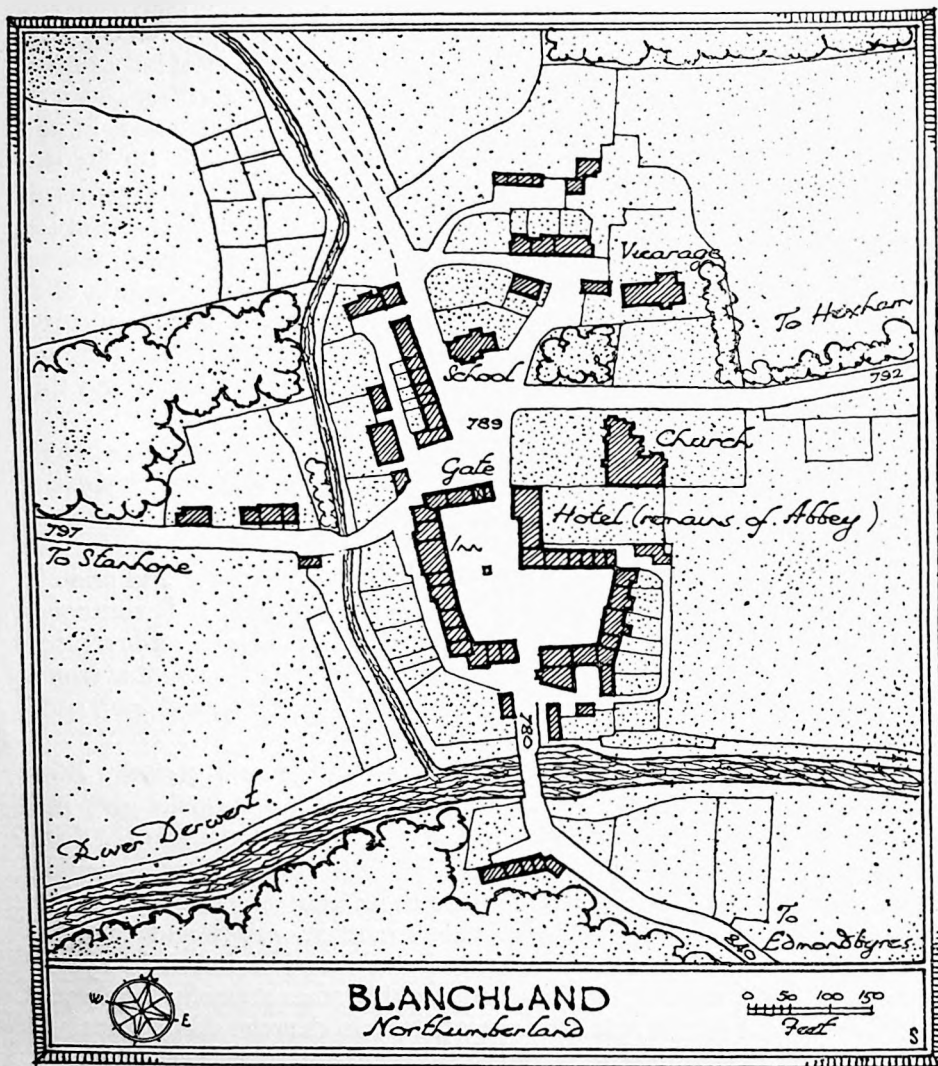 Vicarage
To Hexham
792
School
789
Church
Gate
Hotel (remains of Abbey)
Inn
797
To Stanhope
780
River Derwent
To
Edmondbyres
840
W
E
BLANCHLAND
Northumberland
0 50 100 150
Feet
S